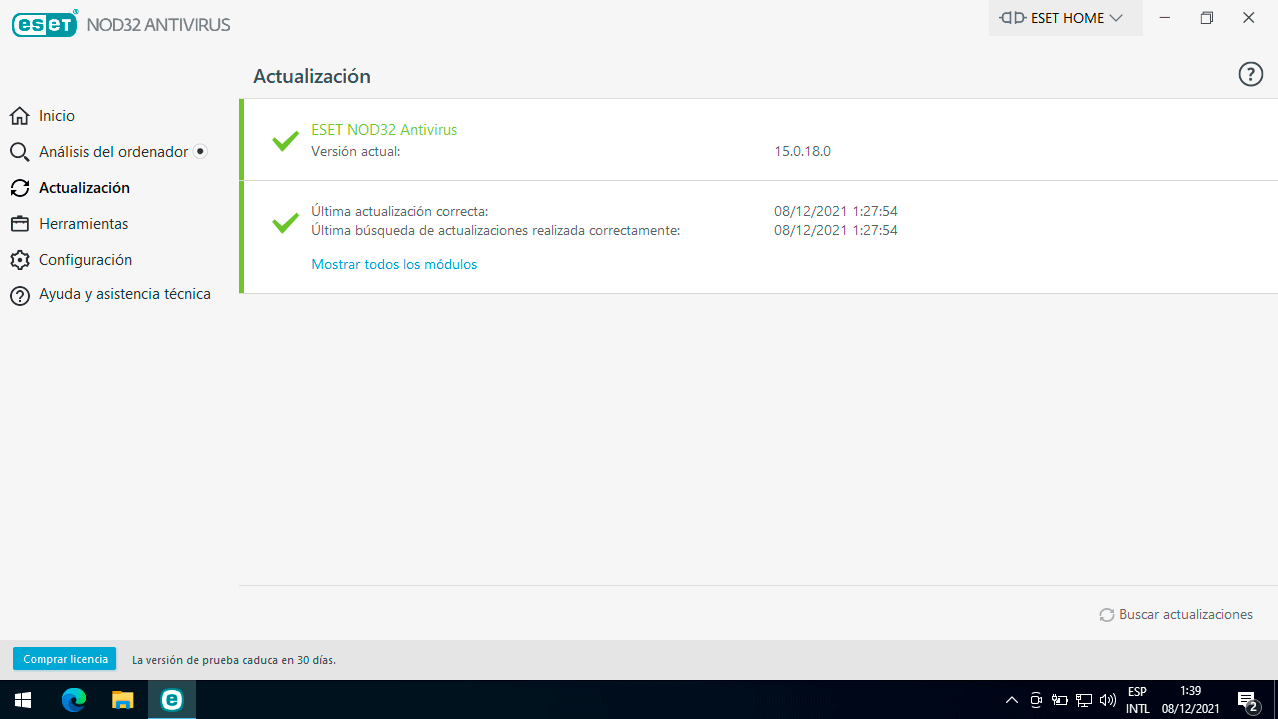 eseT NOD32 ANTIVIRUS
ESET HOME
Actualización
?
Inicio
Análisis del ordenador
Actualización
Herramientas
Configuración
Ayuda y asistencia técnica
ESET NOD32 Antivirus
Versión actual: 15.0.18.0
Última actualización correcta: 08/12/2021 1:27:54
Última búsqueda de actualizaciones realizada correctamente: 08/12/2021 1:27:54
Mostrar todos los módulos
Buscar actualizaciones
Comprar licencia La versión de prueba caduca en 30 días.
e
ESP
INTL
1:39
08/12/2021
2